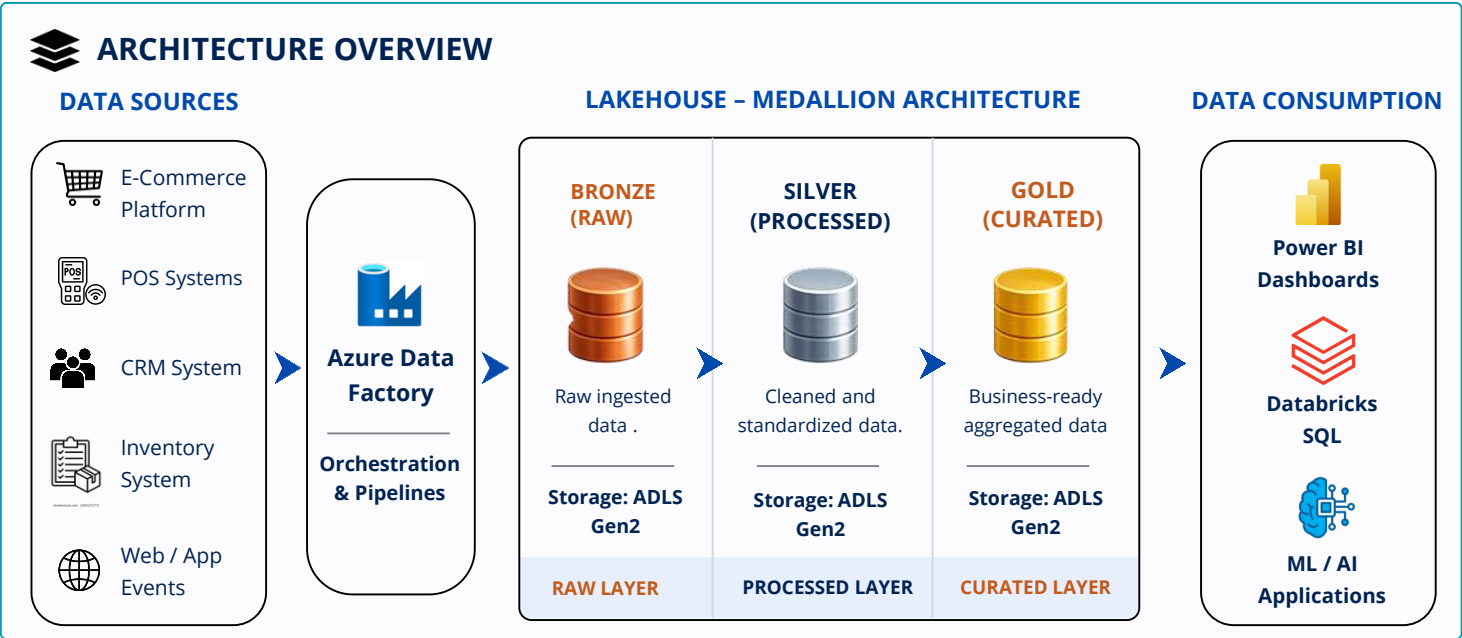 ARCHITECTURE OVERVIEW
DATA SOURCES
E-Commerce
Platform
POS
POS Systems
CRM System
Inventory
System
Web / App
Events
Azure Data
Factory
Orchestration
& Pipelines
LAKEHOUSE – MEDALLION ARCHITECTURE
BRONZE
(RAW)
Raw ingested
data .
Storage: ADLS
Gen2
RAW LAYER
SILVER
(PROCESSED)
Cleaned and
standardized data.
Storage: ADLS
Gen2
PROCESSED LAYER
GOLD
(CURATED)
Business-ready
aggregated data
Storage: ADLS
Gen2
CURATED LAYER
DATA CONSUMPTION
Power BI
Dashboards
Databricks
SQL
ML / AI
Applications